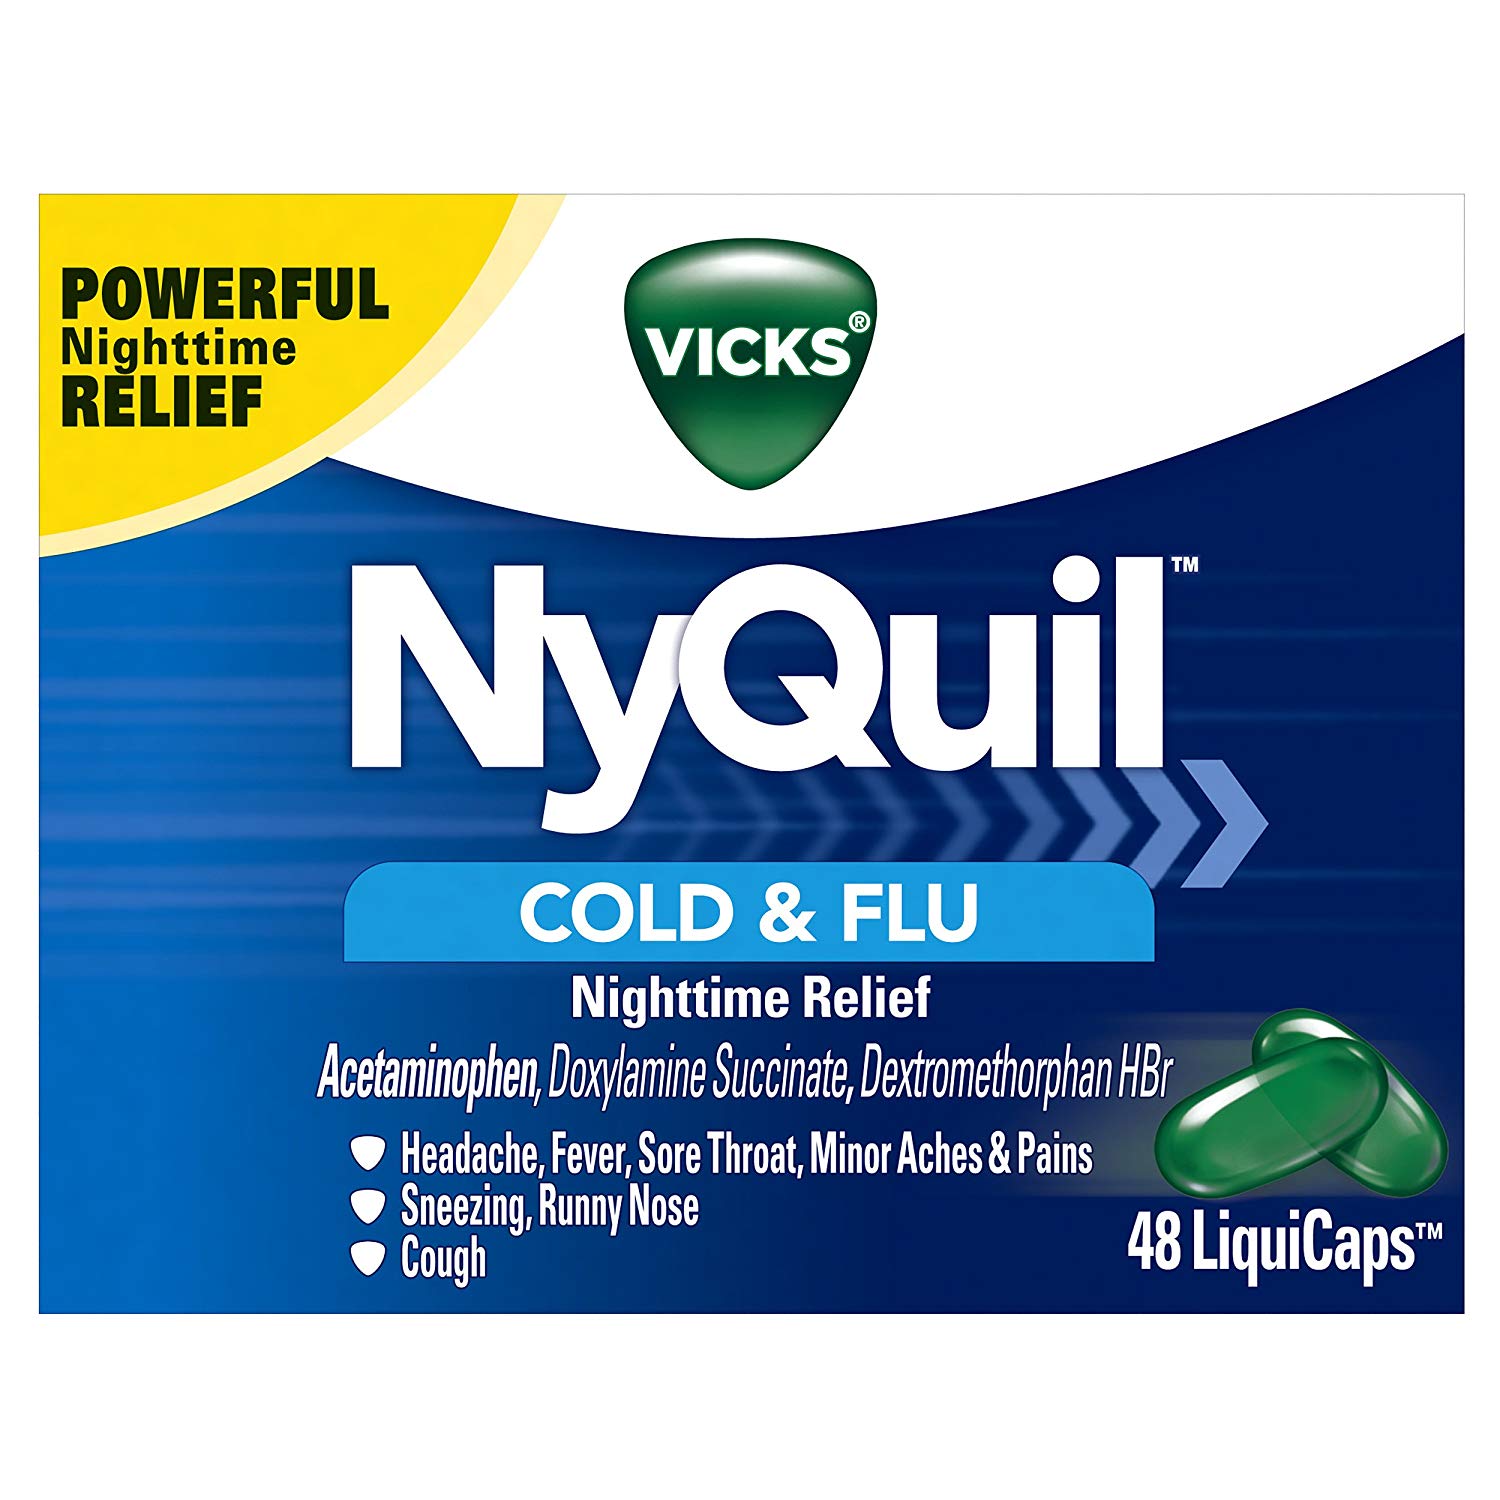 POWERFUL
Nighttime
RELIEF
VICKS®
NyQuil™
COLD & FLU
Nighttime Relief
Acetaminophen, Doxylamine Succinate, Dextromethorphan HBr
Headache, Fever, Sore Throat, Minor Aches & Pains
Sneezing, Runny Nose
Cough
48 LiquiCaps™